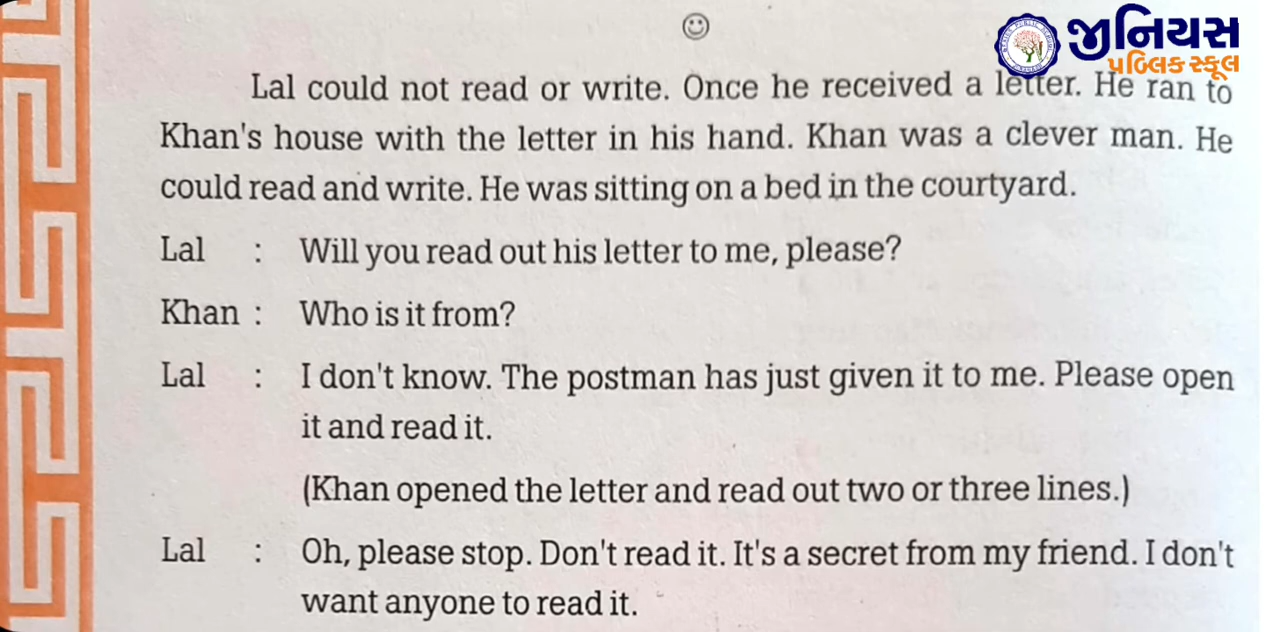 જીનિયસ
પબ્લિક સ્કૂલ
Lal could not read or write. Once he received a letter. He ran to
Khan's house with the letter in his hand. Khan was a clever man. He
could read and write. He was sitting on a bed in the courtyard.
Lal : Will you read out his letter to me, please?
Khan : Who is it from?
Lal : I don't know. The postman has just given it to me. Please open
it and read it.
(Khan opened the letter and read out two or three lines.)
Lal : Oh, please stop. Don't read it. It's a secret from my friend. I don't
want anyone to read it.